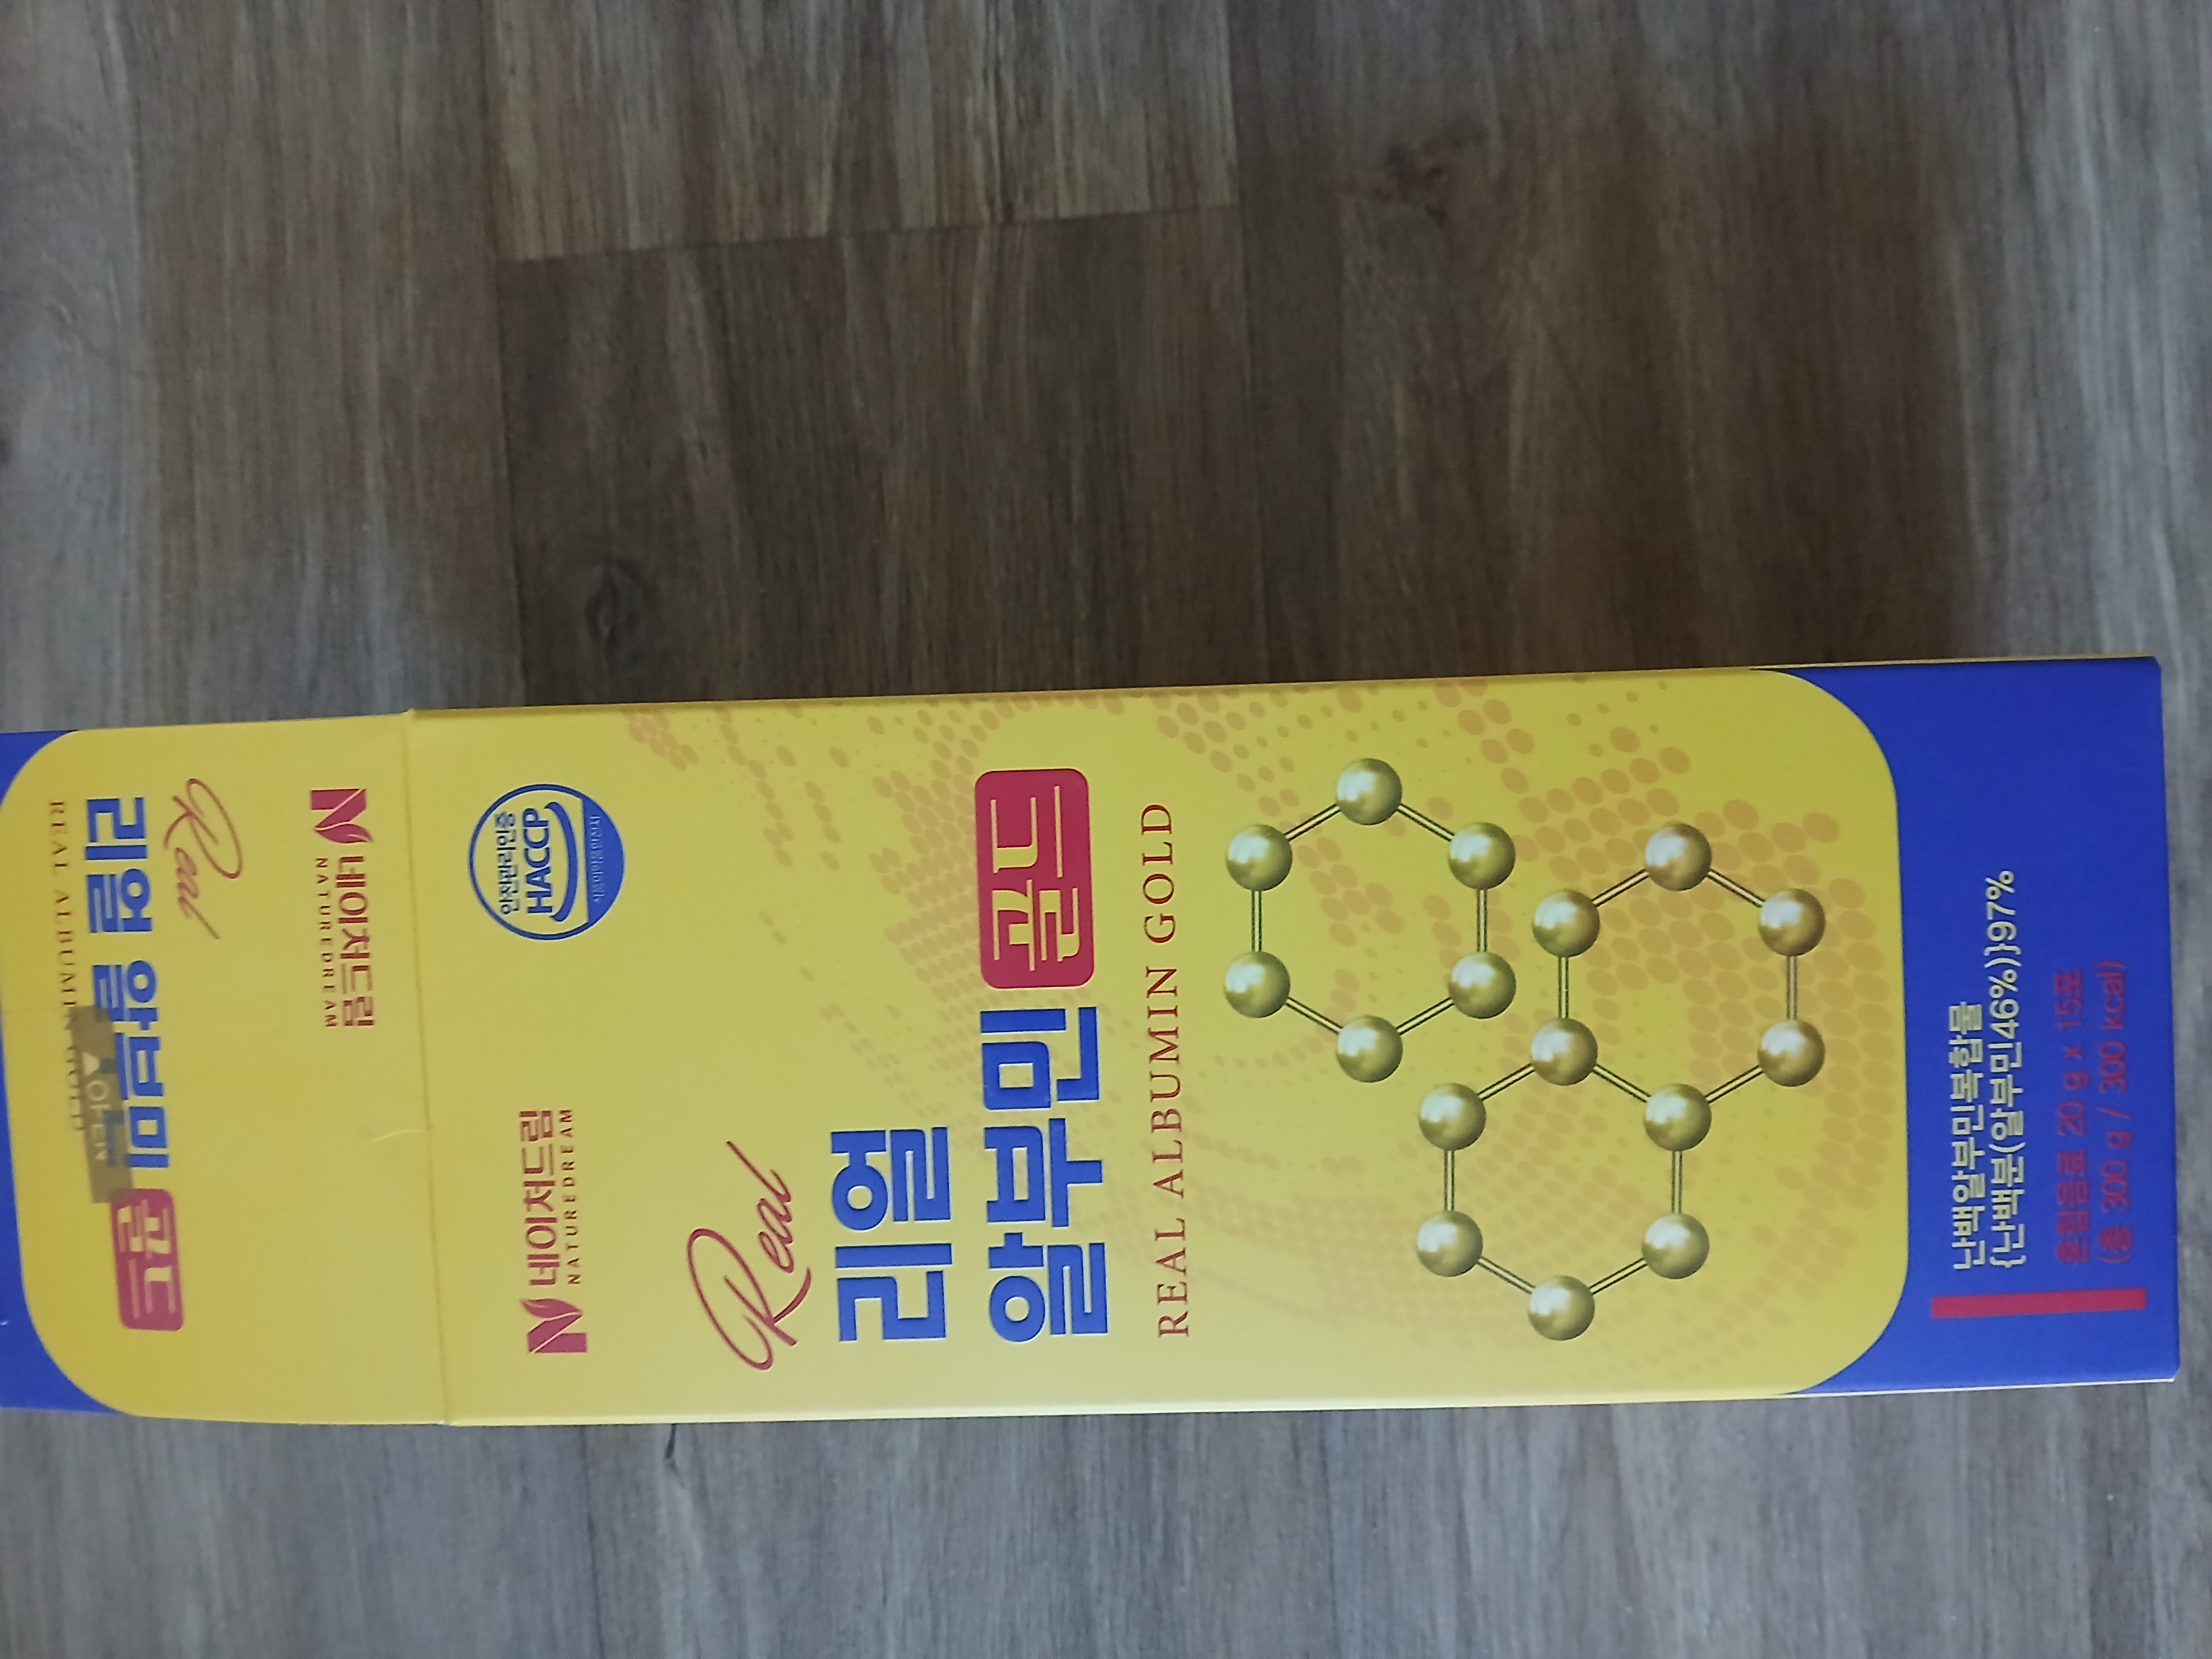 Real
리얼 알부민 골드
REAL ALBUMIN GOLD
네이처드림
NATUREDREAM
안전관리인증
HACCP
네이처드림
NATUREDREAM
Real
리얼
알부민 골드
REAL ALBUMIN GOLD
난백알부민복합물
{난백분(알부민46%)}97%
혼합음료 20 g x 15포
(총 300 g / 300 kcal)